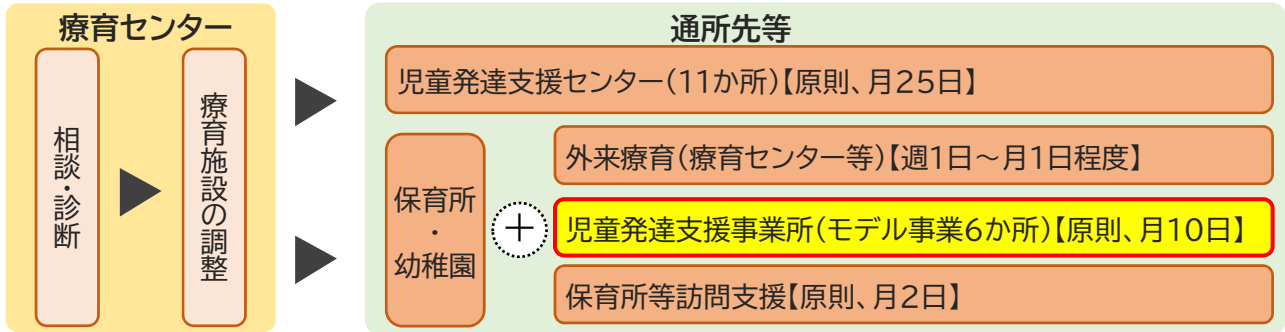 療育センター
相談・診断
療育施設の調整
通所先等
児童発達支援センター(11か所)【原則、月25日】
保育所
・
幼稚園
+
外来療育(療育センター等)【週1日~月1日程度】
児童発達支援事業所(モデル事業6か所)【原則、月10日】
保育所等訪問支援【原則、月2日】